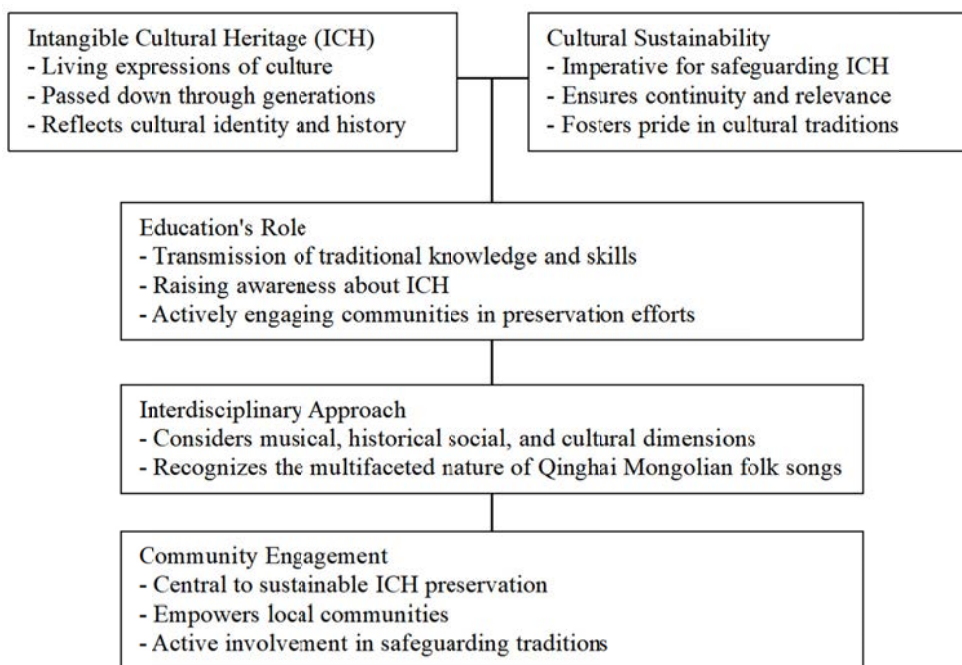 Intangible Cultural Heritage (ICH)
- Living expressions of culture
- Passed down through generations
- Reflects cultural identity and history
Cultural Sustainability
- Imperative for safeguarding ICH
- Ensures continuity and relevance
- Fosters pride in cultural traditions
Education's Role
- Transmission of traditional knowledge and skills
- Raising awareness about ICH
- Actively engaging communities in preservation efforts
Interdisciplinary Approach
- Considers musical, historical social, and cultural dimensions
- Recognizes the multifaceted nature of Qinghai Mongolian folk songs
Community Engagement
- Central to sustainable ICH preservation
- Empowers local communities
- Active involvement in safeguarding traditions